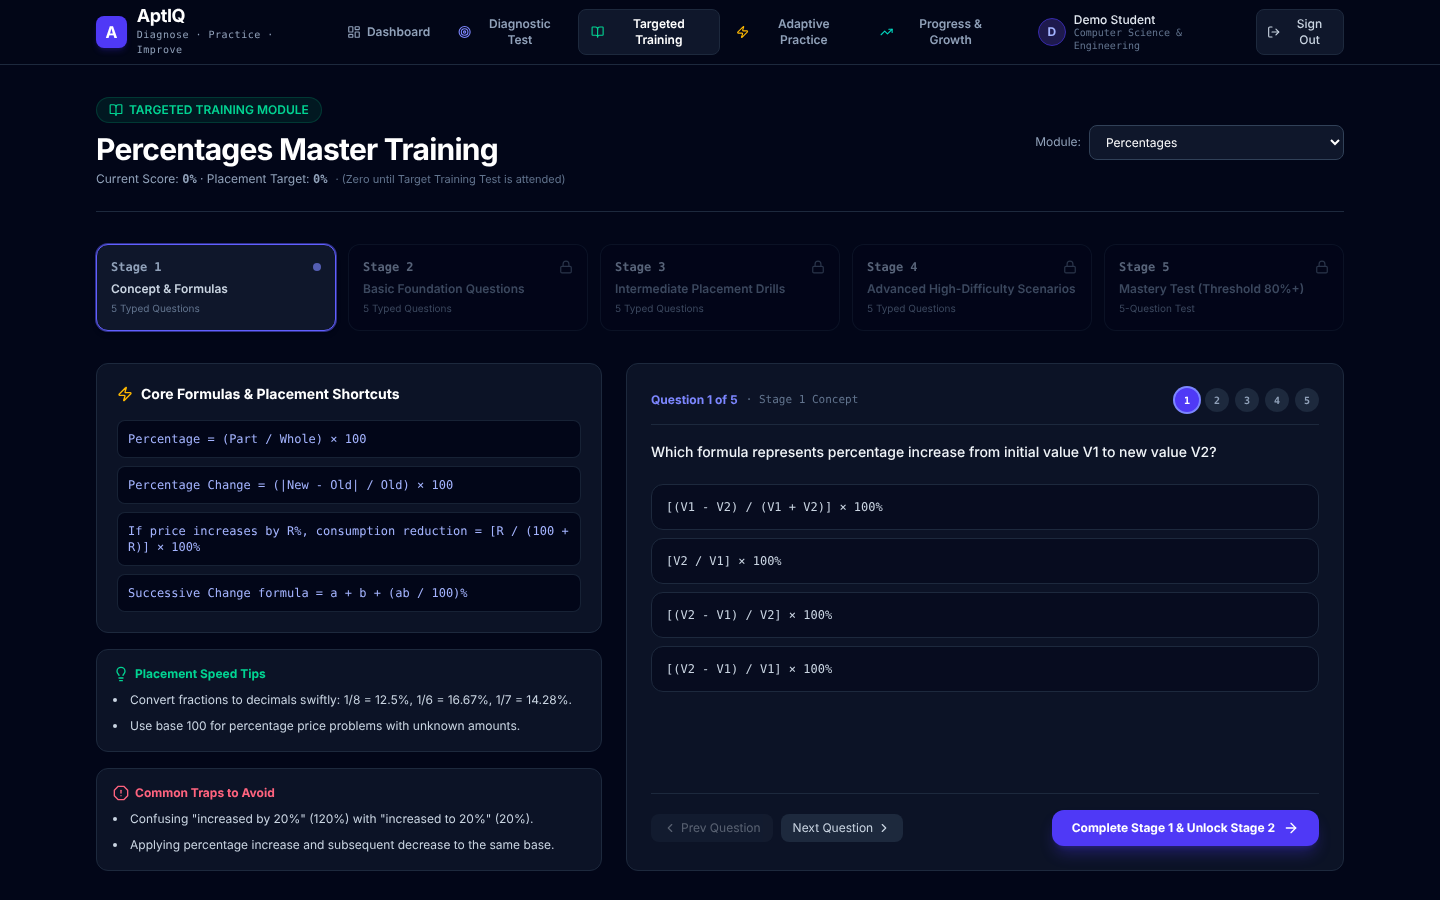 A
AptIQ
Diagnose · Practice ·
Improve
Dashboard
Diagnostic
Test
Targeted
Training
Adaptive
Practice
Progress &
Growth
D
Demo Student
Computer Science &
Engineering
Sign
Out
TARGETED TRAINING MODULE
Percentages Master Training
Current Score: 0% · Placement Target: 0% · (Zero until Target Training Test is attended)
Module:
Percentages
Stage 1
Concept & Formulas
5 Typed Questions
Stage 2
Basic Foundation Questions
5 Typed Questions
Stage 3
Intermediate Placement Drills
5 Typed Questions
Stage 4
Advanced High-Difficulty Scenarios
5 Typed Questions
Stage 5
Mastery Test (Threshold 80%+)
5-Question Test
Core Formulas & Placement Shortcuts
Percentage = (Part / Whole) × 100
Percentage Change = (|New - Old| / Old) × 100
If price increases by R%, consumption reduction = [R / (100 +
R)] × 100%
Successive Change formula = a + b + (ab / 100)%
Placement Speed Tips
• Convert fractions to decimals swiftly: 1/8 = 12.5%, 1/6 = 16.67%, 1/7 = 14.28%.
• Use base 100 for percentage price problems with unknown amounts.
Common Traps to Avoid
• Confusing "increased by 20%" (120%) with "increased to 20%" (20%).
• Applying percentage increase and subsequent decrease to the same base.
Question 1 of 5 · Stage 1 Concept
1 2 3 4 5
Which formula represents percentage increase from initial value V1 to new value V2?
[(V1 - V2) / (V1 + V2)] × 100%
[V2 / V1] × 100%
[(V2 - V1) / V2] × 100%
[(V2 - V1) / V1] × 100%
Prev Question
Next Question
Complete Stage 1 & Unlock Stage 2